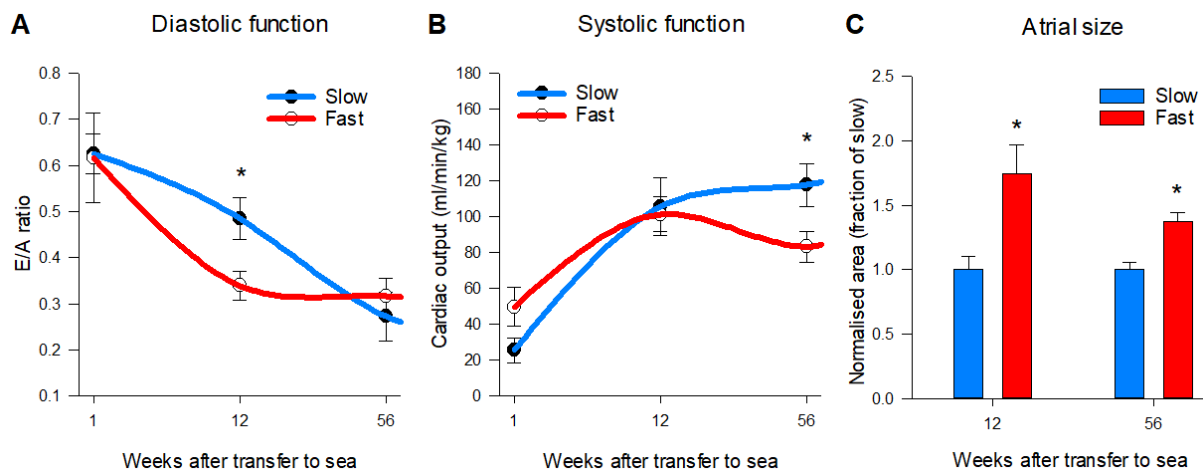 A
Diastolic function
E/A ratio
0.8
0.7
0.6
0.5
0.4
0.3
0.2
0.1
Slow
Fast
*
1
12
56
Weeks after transfer to sea
B
Systolic function
Cardiac output (ml/min/kg)
180
160
140
120
100
80
60
40
20
0
Slow
Fast
*
1
12
56
Weeks after transfer to sea
C
Atrial size
Normalised area (fraction of slow)
2.5
2.0
1.5
1.0
0.5
0.0
Slow
Fast
*
*
12
56
Weeks after transfer to sea